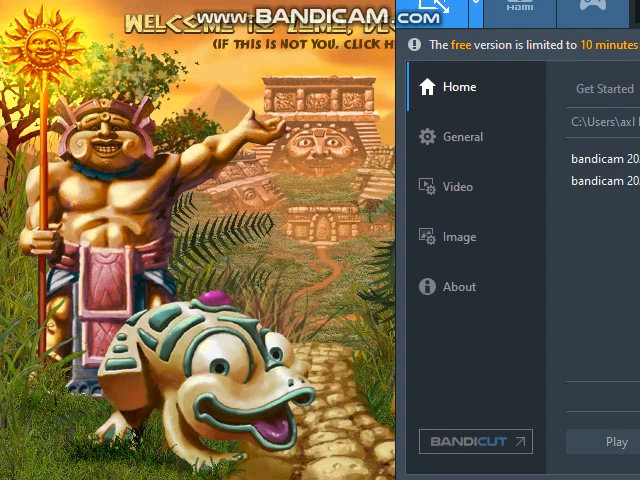 www.BANDICAM.com
WELCOME TO ZUMA,
(IF THIS IS NOT YOU, CLICK
HDMI
The free version is limited to 10 minutes
Home
Get Started
General
C:\Users\axl
Video
bandicam 20
bandicam 20
Image
About
BANDICUT
Play